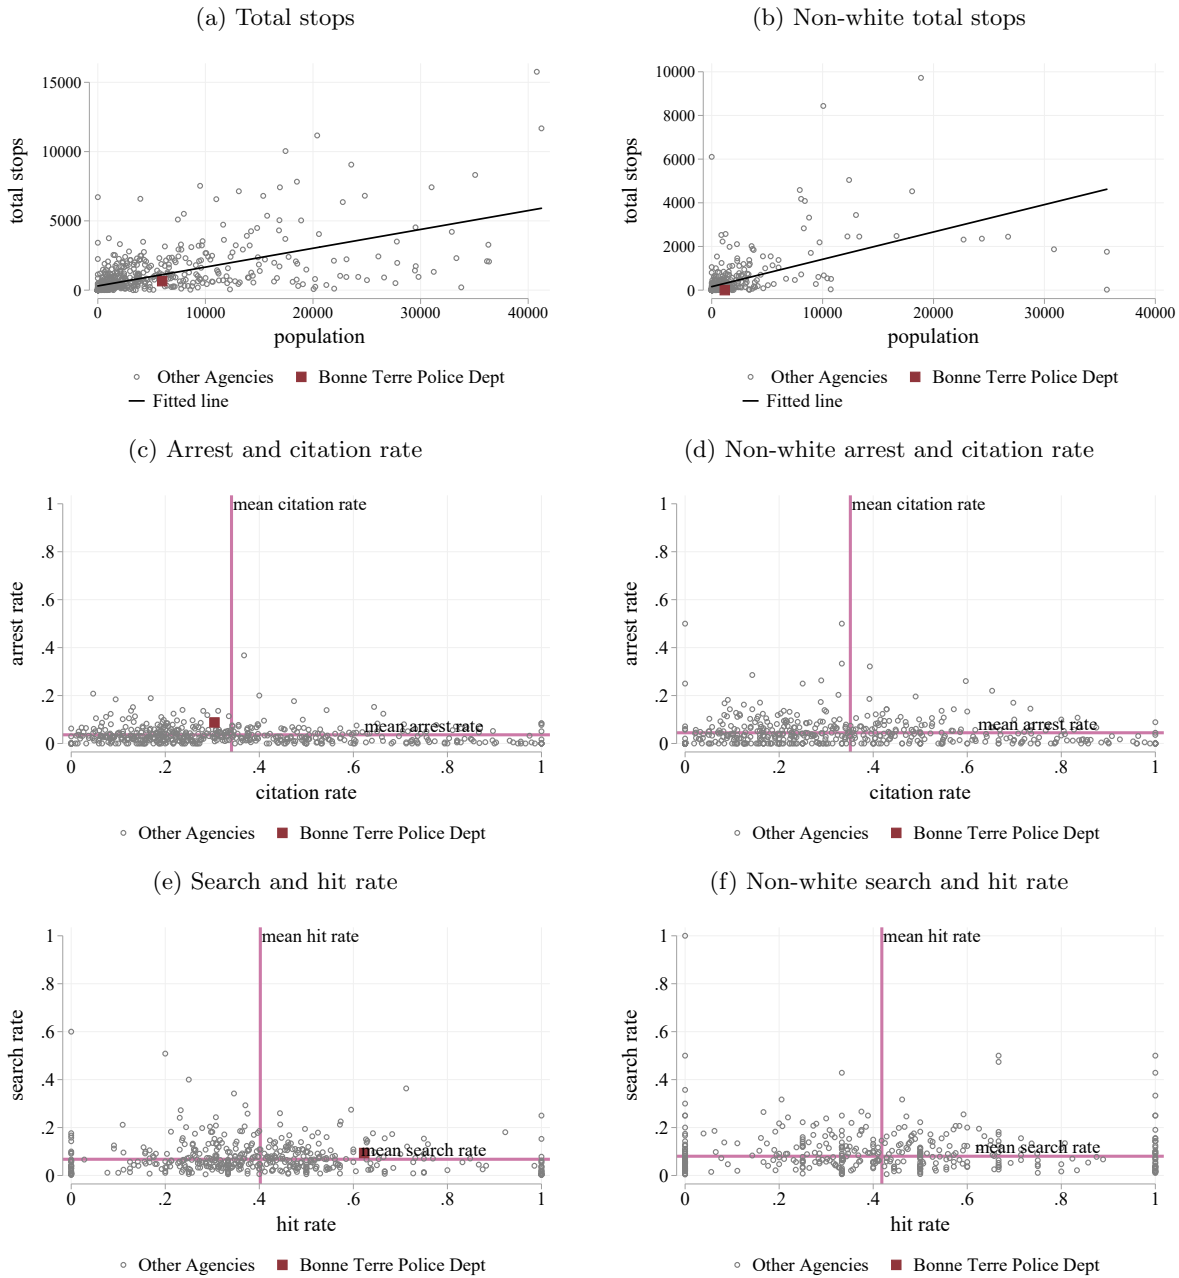 (a) Total stops
(b) Non-white total stops
total stops
15000
10000
5000
0
0 10000 20000 30000 40000
population
Other Agencies Bonne Terre Police Dept
Fitted line
total stops
10000
8000
6000
4000
2000
0
0 10000 20000 30000 40000
population
Other Agencies Bonne Terre Police Dept
Fitted line
(c) Arrest and citation rate
(d) Non-white arrest and citation rate
arrest rate
1
.8
.6
.4
.2
0
mean citation rate
mean arrest rate
0 .2 .4 .6 .8 1
citation rate
Other Agencies Bonne Terre Police Dept
arrest rate
1
.8
.6
.4
.2
0
mean citation rate
mean arrest rate
0 .2 .4 .6 .8 1
citation rate
Other Agencies Bonne Terre Police Dept
(e) Search and hit rate
(f) Non-white search and hit rate
search rate
1
.8
.6
.4
.2
0
mean hit rate
mean search rate
0 .2 .4 .6 .8 1
hit rate
Other Agencies Bonne Terre Police Dept
search rate
1
.8
.6
.4
.2
0
mean hit rate
mean search rate
0 .2 .4 .6 .8 1
hit rate
Other Agencies Bonne Terre Police Dept